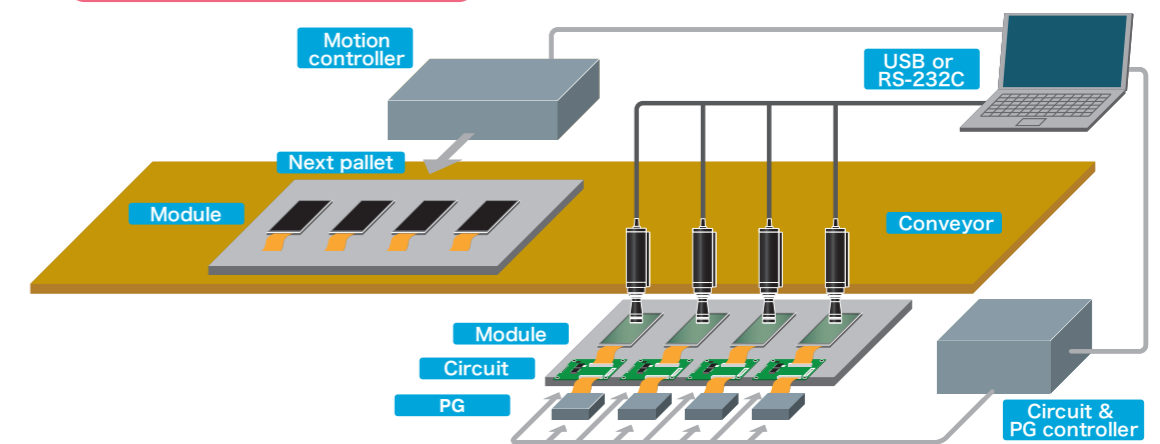 Motion
controller
USB or
RS-232C
Next pallet
Module
Conveyor
Module
Circuit
PG
Circuit &
PG controller